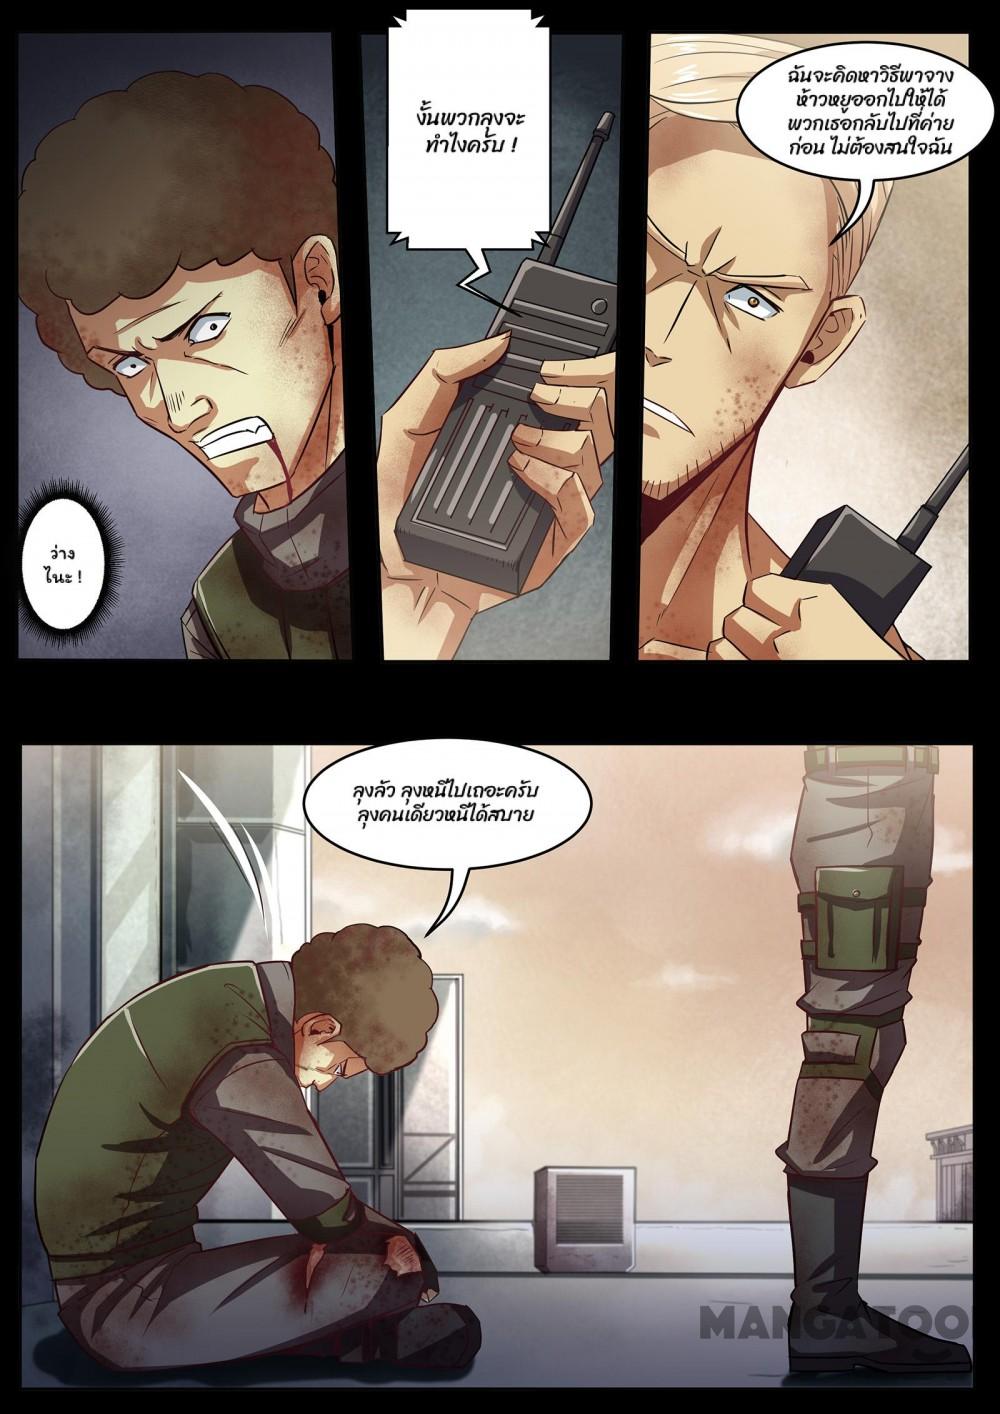 ว่าง
ไนะ !
งั้นพวกลุงจะ
ทำไงครับ !
ฉันจะคิดหาวิธีพาจาง
ห้าวหยูออกไปให้ได้
พวกเธอกลับไปที่ค่าย
ก่อน ไม่ต้องสนใจฉัน
ลุงลัว ลุงหนีไปเถอะครับ
ลุงคนเดียวหนีได้สบาย
MANGATOO